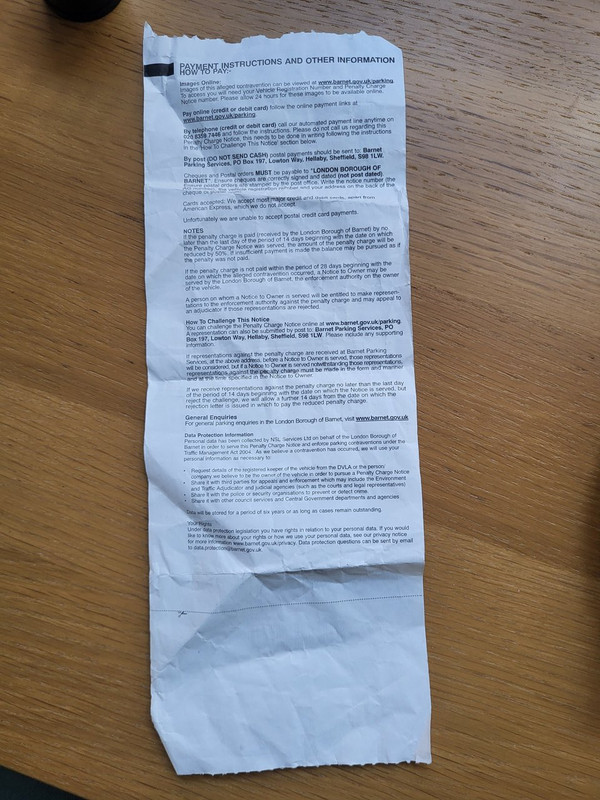 PAYMENT INSTRUCTIONS AND OTHER INFORMATION
HOW TO PAY:-
Images Online:
Images of this alleged contravention can be viewed at www.barnet.gov.uk/parking.
To access you will need your Vehicle Registration Number and Penalty Charge
Notice number. Please allow 24 hours for these images to be available online.
Pay online (credit or debit card) follow the online payment links at
www.barnet.gov.uk/parking
By telephone (credit or debit card) call our automated payment line anytime on
020 8359 7446 and follow the instructions. Please do not call us regarding this
Penalty Charge Notice, this needs to be done in writing following the instructions
in the 'How To Challenge This' Section below.
By post (DO NOT SEND CASH) postal payments should be sent to: Barnet
Parking Services, PO Box 197, Lowton Way, Hellaby, Sheffield, S98 1LW.
Cheques and Postal orders MUST be payable to "LONDON BOROUGH OF
BARNET". Ensure cheques are correctly signed and dated (not post dated).
Ensure postal orders are stamped by the post office. Write the notice number (the
vehicle registration number and your address on the back of the
cheque or postal
Cards accepted: We accept most major credit and debit cards, apart from
American Express, which we do not accept.
Unfortunately we are unable to accept postal credit card payments.
NOTES
If the penalty charge is paid (received by the London Borough of Barnet) by no
later than the last day of the period of 14 days beginning with the date on which
the Penalty Charge Notice was served, the amount of the penalty charge will be
reduced by 50%. If insufficient payment is made the balance may be pursued as if
the penalty was not paid.
If the penalty charge is not paid within the period of 28 days beginning with the
date on which the alleged contravention occurred, a Notice to Owner may be
served by the London Borough of Barnet, the enforcement authority on the owner
of the vehicle.
A person on whom a Notice to Owner is served will be entitled to make represen-
tations to the enforcement authority against the penalty charge and may appeal to
an adjudicator if those representations are rejected.
How To Challenge This Notice
You can challenge the Penalty Charge Notice online at www.barnet.gov.uk/parking
A representation can also be submitted by post to: Barnet Parking Services, PO
Box 197, Lowton Way, Hellaby, Sheffield, S98 1LW. Please include any supporting
information.
If representations against the penalty charge are received at Barnet Parking
Services, at the above address, before a Notice to Owner is served, those representations
will be considered, but if a Notice to Owner is served notwithstanding those representations,
representations against the penalty charge must be made in the form and manner
and at the time specified in the Notice to Owner.
If we receive representations against the penalty charge no later than the last day
of the period of 14 days beginning with the date on which the Notice is served, but
reject the challenge, we will allow a further 14 days from the date on which the
rejection letter is issued in which to pay the reduced penalty charge.
General Enquiries
For general parking enquiries in the London Borough of Barnet, visit www.barnet.gov.uk
Data Protection Information
Personal data has been collected by NSL Services Ltd on behalf of the London Borough of
Barnet in order to serve the Penalty Charge Notice and enforce parking contraventions under the
Traffic Management Act 2004. As we believe a contravention has occurred, we will use your
personal information as necessary to:
• Request details of the registered keeper of the vehicle from the DVLA or the person/
company we believe to be the owner of the vehicle in order to pursue a Penalty Charge Notice
• Share it with third parties for appeals and enforcement which may include the Environment
and Traffic Adjudicator and judicial agencies (such as the courts and legal representatives)
• Share it with the police or security organisations to prevent or detect crime.
• Share it with other council services and Central Government departments and agencies.
Data will be stored for a period of six years or as long as cases remain outstanding.
Your Rights
Under data protection legislation you have rights in relation to your personal data. If you would
like to know more about your rights or how we use your personal data, see our privacy notice
for more information www.barnet.gov.uk/privacy. Data protection questions can be sent by email
to data.protection@barnet.gov.uk.